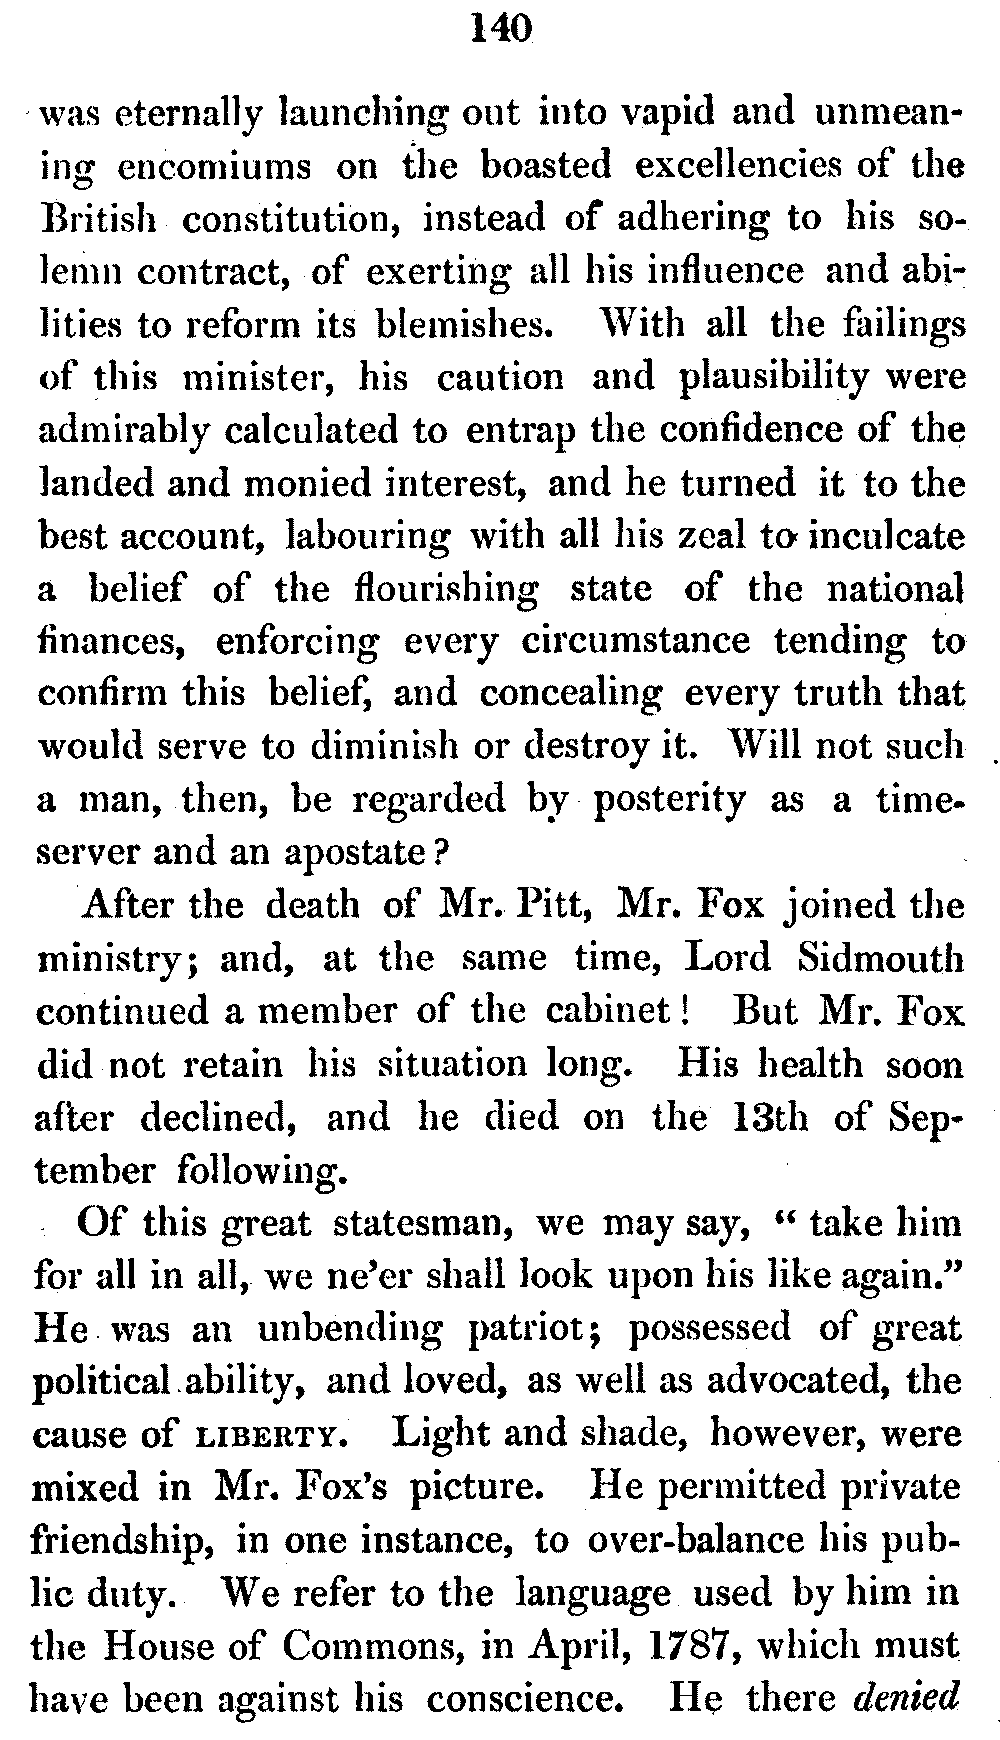 140
was eternally launching out into vapid and unmean-
ing encomiums on the boasted excellencies of the
British constitution, instead of adhering to his so-
lemn contract, of exerting all his influence and abi-
lities to reform its blemishes. With all the failings
of this minister, his caution and plausibility were
admirably calculated to entrap the confidence of the
landed and monied interest, and he turned it to the
best account, labouring with all his zeal to inculcate
a belief of the flourishing state of the national
finances, enforcing every circumstance tending to
confirm this belief, and concealing every truth that
would serve to diminish or destroy it. Will not such
a man, then, be regarded by posterity as a time-
server and an apostate?
After the death of Mr. Pitt, Mr. Fox joined the
ministry; and, at the same time, Lord Sidmouth
continued a member of the cabinet! But Mr. Fox
did not retain his situation long. His health soon
after declined, and he died on the 13th of Sep-
tember following.
Of this great statesman, we may say, “ take him
for all in all, we ne’er shall look upon his like again.”
He was an unbending patriot; possessed of great
political ability, and loved, as well as advocated, the
cause of LIBERTY. Light and shade, however, were
mixed in Mr. Fox’s picture. He permitted private
friendship, in one instance, to over-balance his pub-
lic duty. We refer to the language used by him in
the House of Commons, in April, 1787, which must
have been against his conscience. He there denied